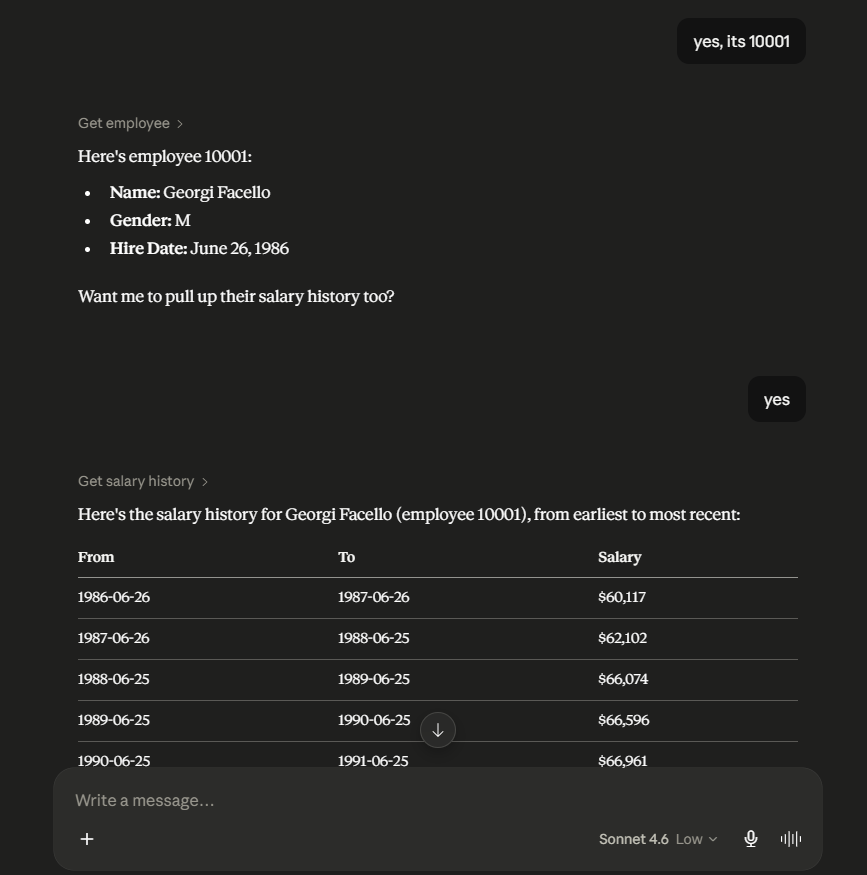 yes, its 10001
Get employee >
Here's employee 10001:
• Name: Georgi Facello
• Gender: M
• Hire Date: June 26, 1986
Want me to pull up their salary history too?
yes
Get salary history >
Here's the salary history for Georgi Facello (employee 10001), from earliest to most recent:
From To Salary
1986-06-26 1987-06-26 $60,117
1987-06-26 1988-06-25 $62,102
1988-06-25 1989-06-25 $66,074
1989-06-25 1990-06-25 $66,596
1990-06-25 1991-06-25 $66,961
Write a message...
Sonnet 4.6 Low